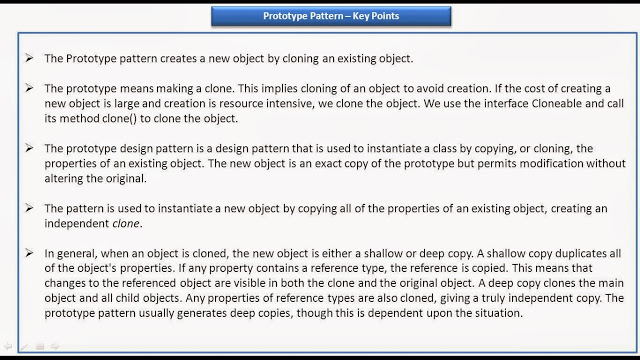 Prototype Pattern – Key Points
➢ The Prototype pattern creates a new object by cloning an existing object.
➢ The prototype means making a clone. This implies cloning of an object to avoid creation. If the cost of creating a
new object is large and creation is resource intensive, we clone the object. We use the interface Cloneable and call
its method clone() to clone the object.
➢ The prototype design pattern is a design pattern that is used to instantiate a class by copying, or cloning, the
properties of an existing object. The new object is an exact copy of the prototype but permits modification without
altering the original.
➢ The pattern is used to instantiate a new object by copying all of the properties of an existing object, creating an
independent clone.
➢ In general, when an object is cloned, the new object is either a shallow or deep copy. A shallow copy duplicates all
of the object's properties. If any property contains a reference type, the reference is copied. This means that
changes to the referenced object are visible in both the clone and the original object. A deep copy clones the main
object and all child objects. Any properties of reference types are also cloned, giving a truly independent copy. The
prototype pattern usually generates deep copies, though this is dependent upon the situation.